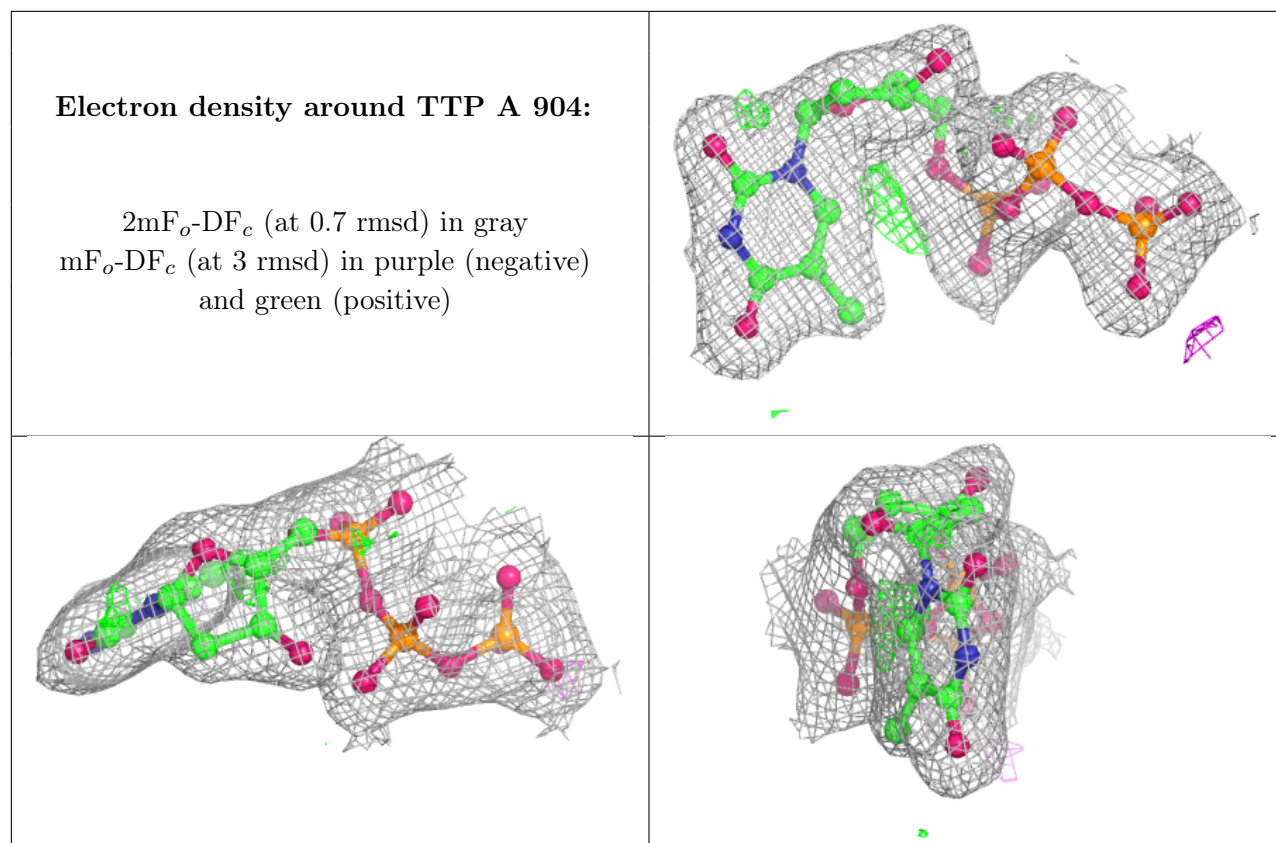 Electron density around TTP A 904:
2mFₒ-DF𝒸 (at 0.7 rmsd) in gray
mFₒ-DF𝒸 (at 3 rmsd) in purple (negative)
and green (positive)